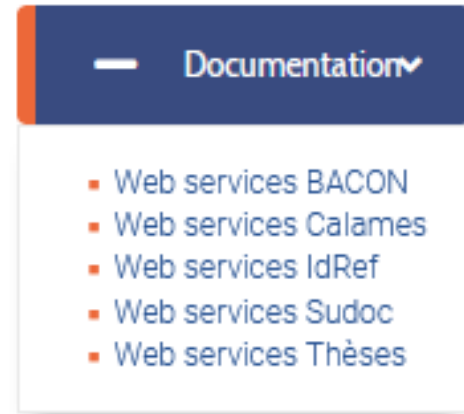 Documentation
Web services BACON
Web services Calames
Web services IdRef
Web services Sudoc
Web services Thèses